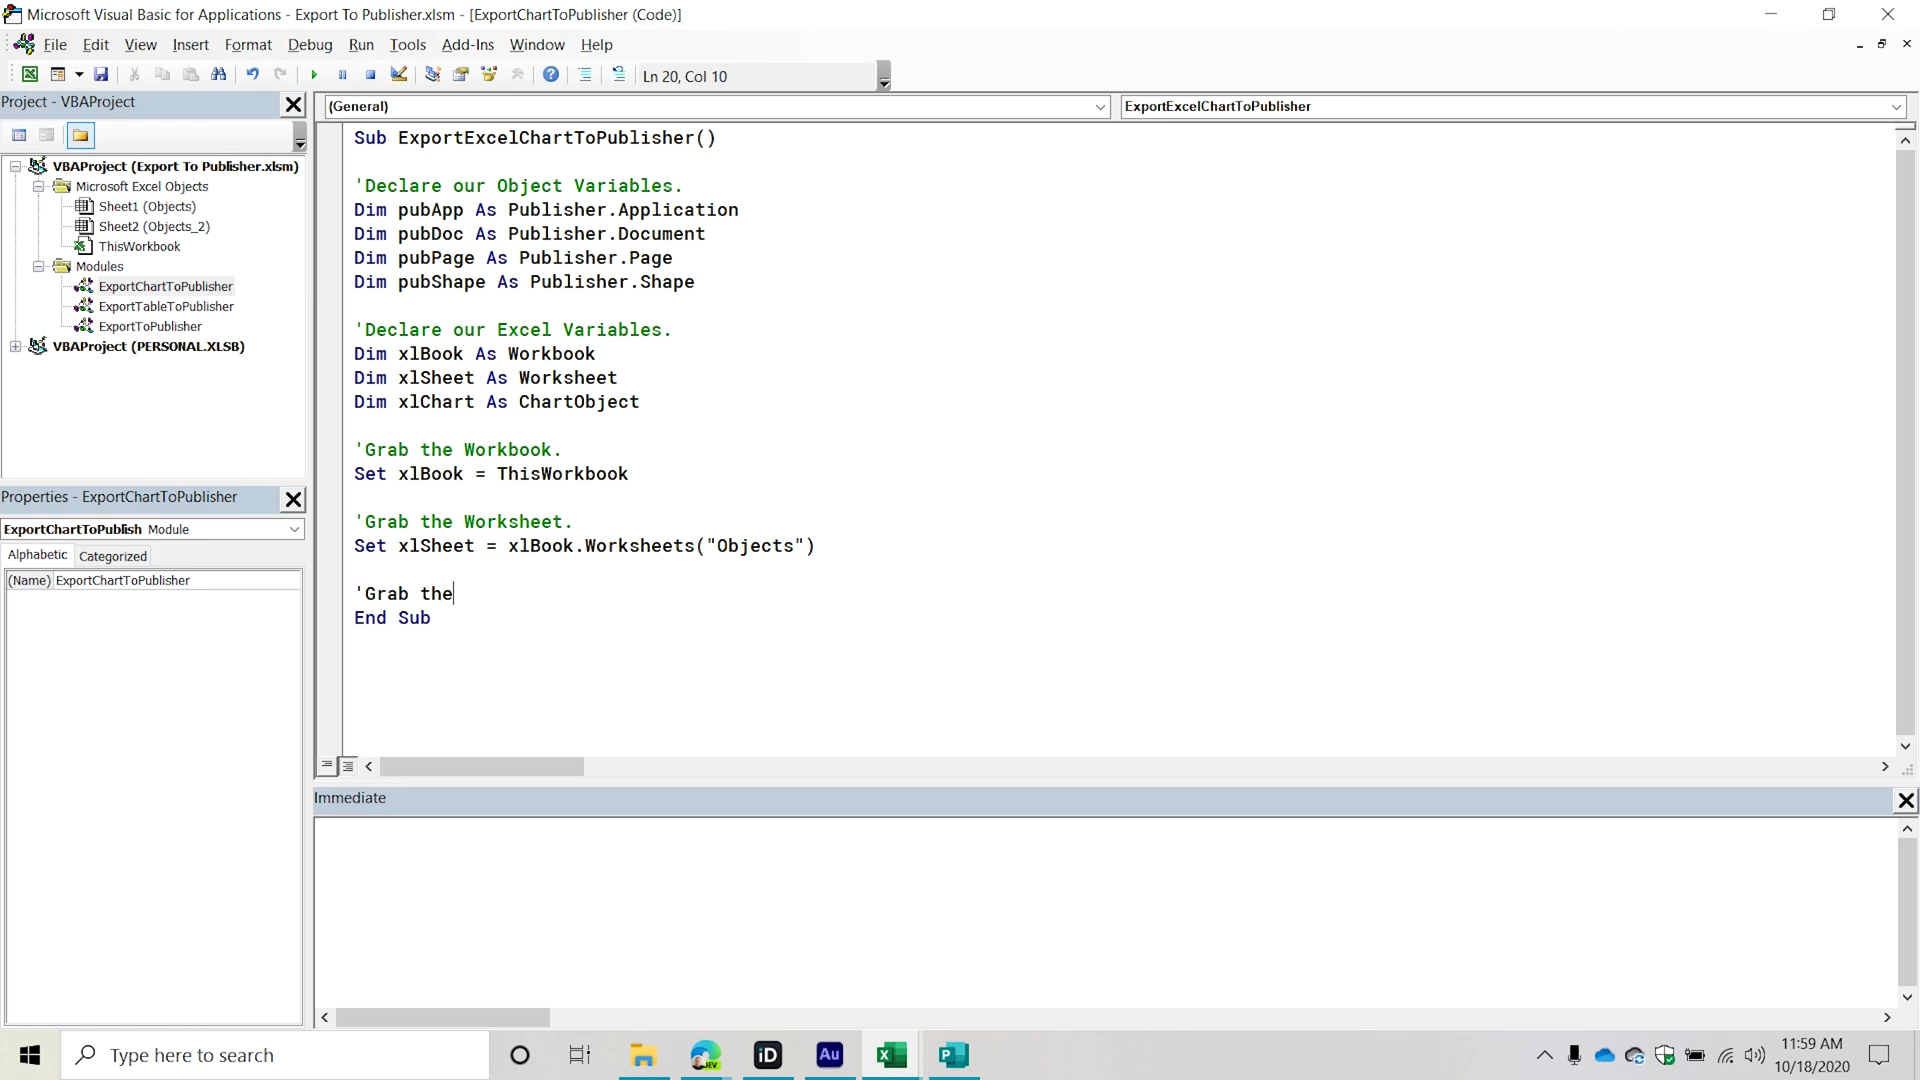 Microsoft Visual Basic for Applications - Export To Publisher.xlsm - [ExportChartToPublisher (Code)]
File Edit View Insert Format Debug Run Tools Add-Ins Window Help
Ln 20, Col 10
Project - VBAProject
(General)
ExportExcelChartToPublisher
VBAProject (Export To Publisher.xlsm)
Microsoft Excel Objects
Sheet1 (Objects)
Sheet2 (Objects_2)
ThisWorkbook
Modules
ExportChartToPublisher
ExportTableToPublisher
ExportToPublisher
VBAProject (PERSONAL.XLSB)
Properties - ExportChartToPublisher
ExportChartToPublish Module
Alphabetic Categorized
(Name) ExportChartToPublisher
Sub ExportExcelChartToPublisher()
'Declare our Object Variables.
Dim pubApp As Publisher.Application
Dim pubDoc As Publisher.Document
Dim pubPage As Publisher.Page
Dim pubShape As Publisher.Shape
'Declare our Excel Variables.
Dim xlBook As Workbook
Dim xlSheet As Worksheet
Dim xlChart As ChartObject
'Grab the Workbook.
Set xlBook = ThisWorkbook
'Grab the Worksheet.
Set xlSheet = xlBook.Worksheets("Objects")
'Grab the
End Sub
Immediate
Type here to search
DEV
iD
Au
X
P
11:59 AM
10/18/2020